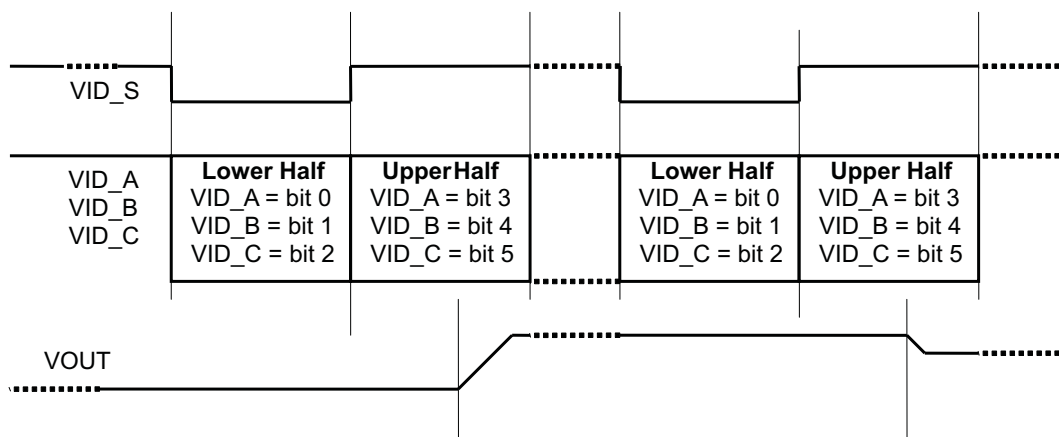 VID_S
VID_A
VID_B
VID_C
Lower Half
VID_A = bit 0
VID_B = bit 1
VID_C = bit 2
UpperHalf
VID_A = bit 3
VID_B = bit 4
VID_C = bit 5
Lower Half
VID_A = bit 0
VID_B = bit 1
VID_C = bit 2
Upper Half
VID_A = bit 3
VID_B = bit 4
VID_C = bit 5
VOUT